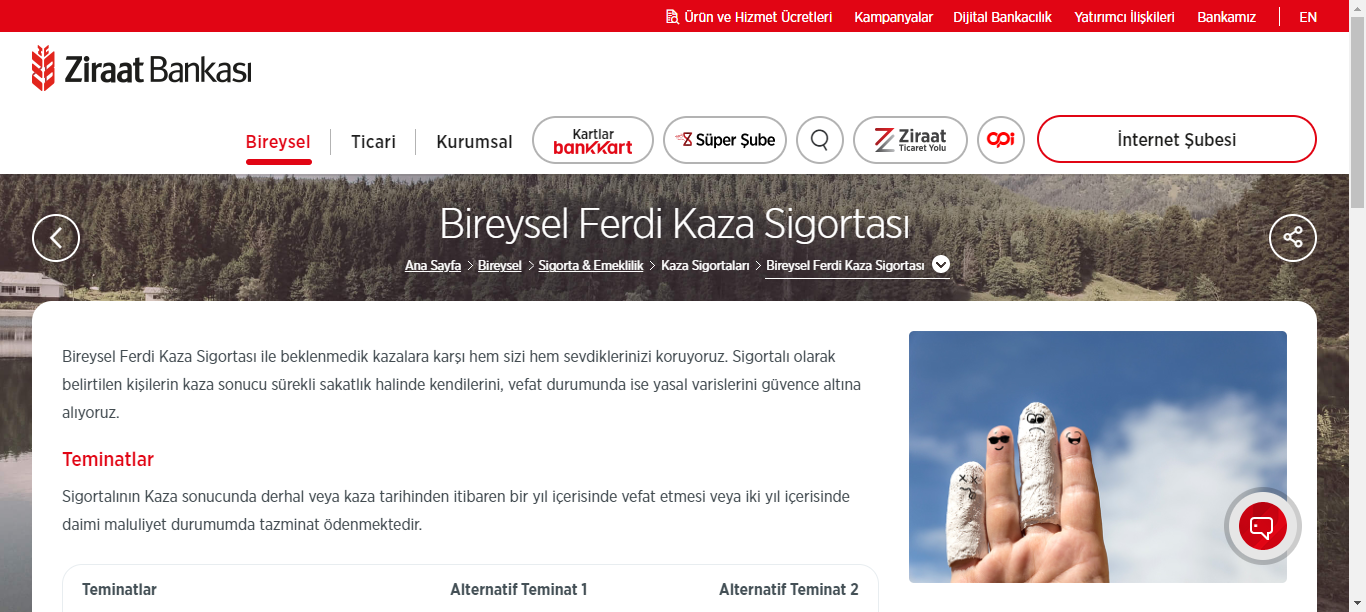 Ürün ve Hizmet Ücretleri Kampanyalar Dijital Bankacılık Yatırımcı İlişkileri Bankamız EN
Ziraat Bankası
Bireysel Ticari Kurumsal Kartlar bankkart Süper Şube Ziraat Ticaret Yolu opi İnternet Şubesi
Bireysel Ferdi Kaza Sigortası
Ana Sayfa > Bireysel > Sigorta & Emeklilik > Kaza Sigortaları > Bireysel Ferdi Kaza Sigortası
Bireysel Ferdi Kaza Sigortası ile beklenmedik kazalara karşı hem sizi hem sevdiklerinizi koruyoruz. Sigortalı olarak
belirtilen kişilerin kaza sonucu sürekli sakatlık halinde kendilerini, vefat durumunda ise yasal varislerini güvence altına
alıyoruz.
Teminatlar
Sigortalının Kaza sonucunda derhal veya kaza tarihinden itibaren bir yıl içerisinde vefat etmesi veya iki yıl içerisinde
daimi maluliyet durumumda tazminat ödenmektedir.
Teminatlar Alternatif Teminat 1 Alternatif Teminat 2